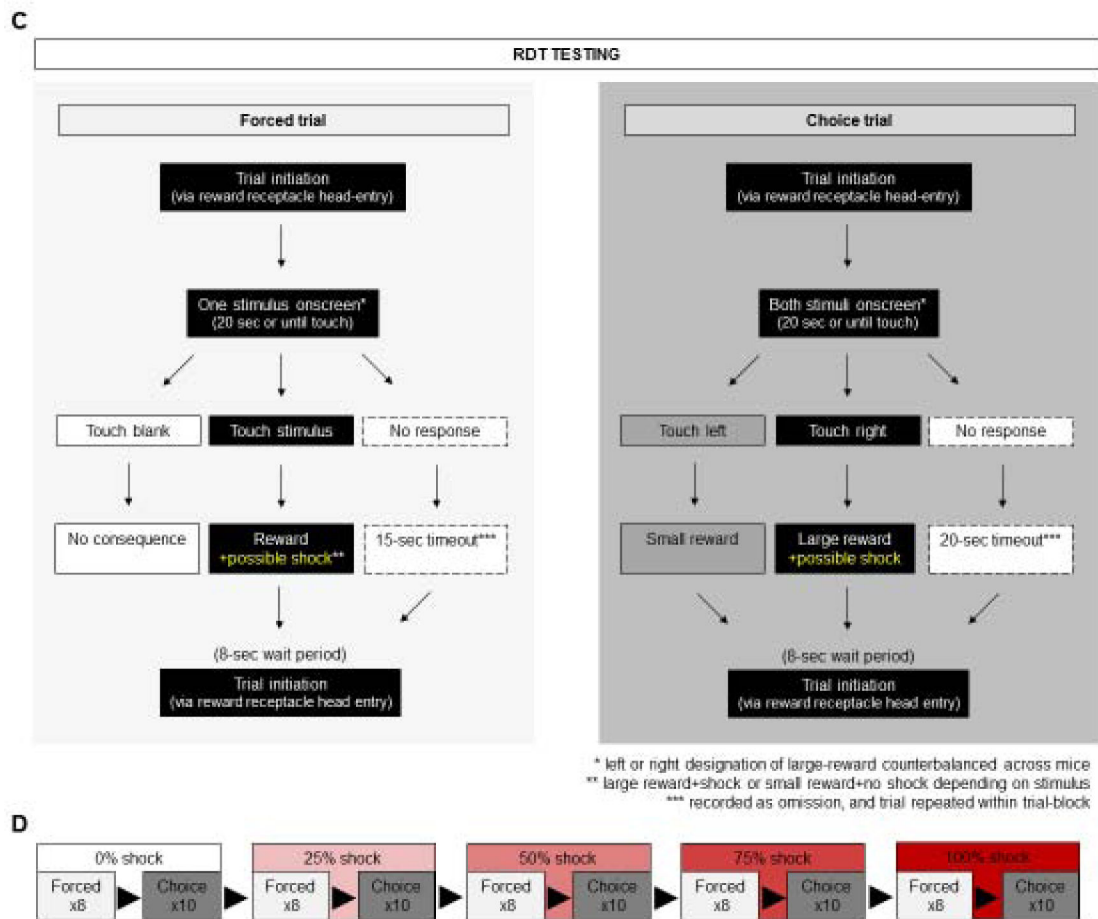 C
RDT TESTING
Forced trial
Choice trial
Trial initiation
(via reward receptacle head-entry)
Trial initiation
(via reward receptacle head-entry)
One stimulus onscreen*
(20 sec or until touch)
Both stimuli onscreen*
(20 sec or until touch)
Touch blank
Touch stimulus
No response
Touch left
Touch right
No response
No consequence
Reward
+possible shock**
15-sec timeout***
Small reward
Large reward
+possible shock
20-sec timeout***
(8-sec wait period)
Trial initiation
(via reward receptacle head entry)
(8-sec wait period)
Trial initiation
(via reward receptacle head entry)
* left or right designation of large-reward counterbalanced across mice
** large reward+shock or small reward+no shock depending on stimulus
*** recorded as omission, and trial repeated within trial-block
D
0% shock
25% shock
50% shock
75% shock
100% shock
Forced
x8
Choice
x10
Forced
x8
Choice
x10
Forced
x8
Choice
x10
Forced
x8
Choice
x10
Forced
x8
Choice
x10